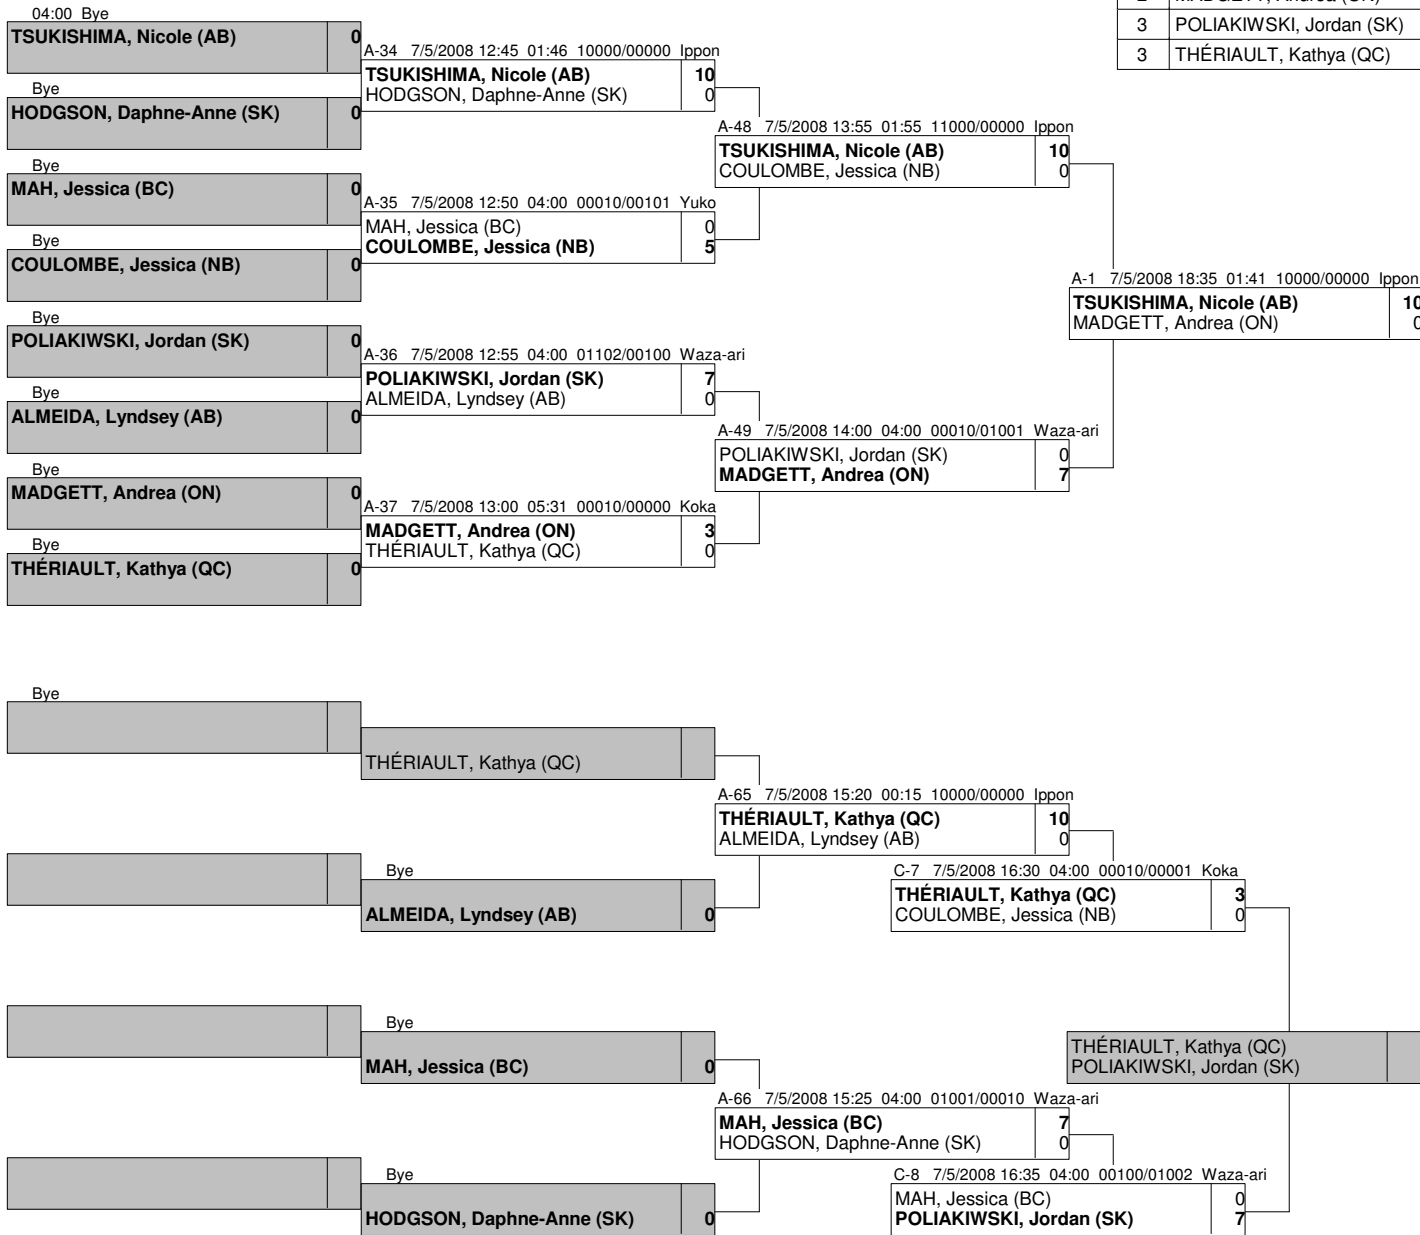 2 MADGETT, Andrea (ON)
3 POLIAKIWSKI, Jordan (SK)
3 THÉRIAULT, Kathya (QC)
04:00 Bye
TSUKISHIMA, Nicole (AB) 0
Bye
HODGSON, Daphne-Anne (SK) 0
Bye
MAH, Jessica (BC) 0
Bye
COULOMBE, Jessica (NB) 0
Bye
POLIAKIWSKI, Jordan (SK) 0
Bye
ALMEIDA, Lyndsey (AB) 0
Bye
MADGETT, Andrea (ON) 0
Bye
THÉRIAULT, Kathya (QC) 0
A-34 7/5/2008 12:45 01:46 10000/00000 Ippon
TSUKISHIMA, Nicole (AB) 10
HODGSON, Daphne-Anne (SK) 0
A-35 7/5/2008 12:50 04:00 00010/00101 Yuko
MAH, Jessica (BC) 0
COULOMBE, Jessica (NB) 5
A-36 7/5/2008 12:55 04:00 01102/00100 Waza-ari
POLIAKIWSKI, Jordan (SK) 7
ALMEIDA, Lyndsey (AB) 0
A-37 7/5/2008 13:00 05:31 00010/00000 Koka
MADGETT, Andrea (ON) 3
THÉRIAULT, Kathya (QC) 0
A-48 7/5/2008 13:55 01:55 11000/00000 Ippon
TSUKISHIMA, Nicole (AB) 10
COULOMBE, Jessica (NB) 0
A-49 7/5/2008 14:00 04:00 00010/01001 Waza-ari
POLIAKIWSKI, Jordan (SK) 0
MADGETT, Andrea (ON) 7
A-1 7/5/2008 18:35 01:41 10000/00000 Ippon
TSUKISHIMA, Nicole (AB) 10
MADGETT, Andrea (ON) 0
Bye
THÉRIAULT, Kathya (QC)
Bye
ALMEIDA, Lyndsey (AB) 0
Bye
MAH, Jessica (BC) 0
Bye
HODGSON, Daphne-Anne (SK) 0
A-65 7/5/2008 15:20 00:15 10000/00000 Ippon
THÉRIAULT, Kathya (QC) 10
ALMEIDA, Lyndsey (AB) 0
A-66 7/5/2008 15:25 04:00 01001/00010 Waza-ari
MAH, Jessica (BC) 7
HODGSON, Daphne-Anne (SK) 0
C-7 7/5/2008 16:30 04:00 00010/00001 Koka
THÉRIAULT, Kathya (QC) 3
COULOMBE, Jessica (NB) 0
C-8 7/5/2008 16:35 04:00 00100/01002 Waza-ari
MAH, Jessica (BC) 0
POLIAKIWSKI, Jordan (SK) 7
THÉRIAULT, Kathya (QC)
POLIAKIWSKI, Jordan (SK)